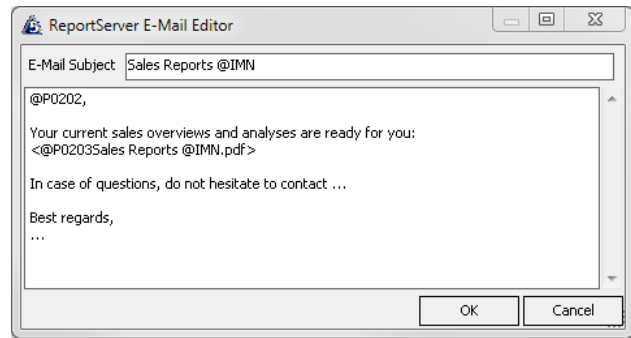 ReportServer E-Mail Editor
E-Mail Subject Sales Reports @IMN
@P0202,
Your current sales overviews and analyses are ready for you:
<@P0203Sales Reports @IMN.pdf>
In case of questions, do not hesitate to contact ...
Best regards,
...
OK Cancel